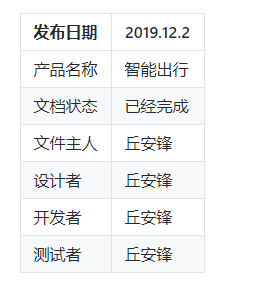 发布日期 2019.12.2
产品名称 智能出行
文档状态 已经完成
文件主人 丘安锋
设计者 丘安锋
开发者 丘安锋
测试者 丘安锋